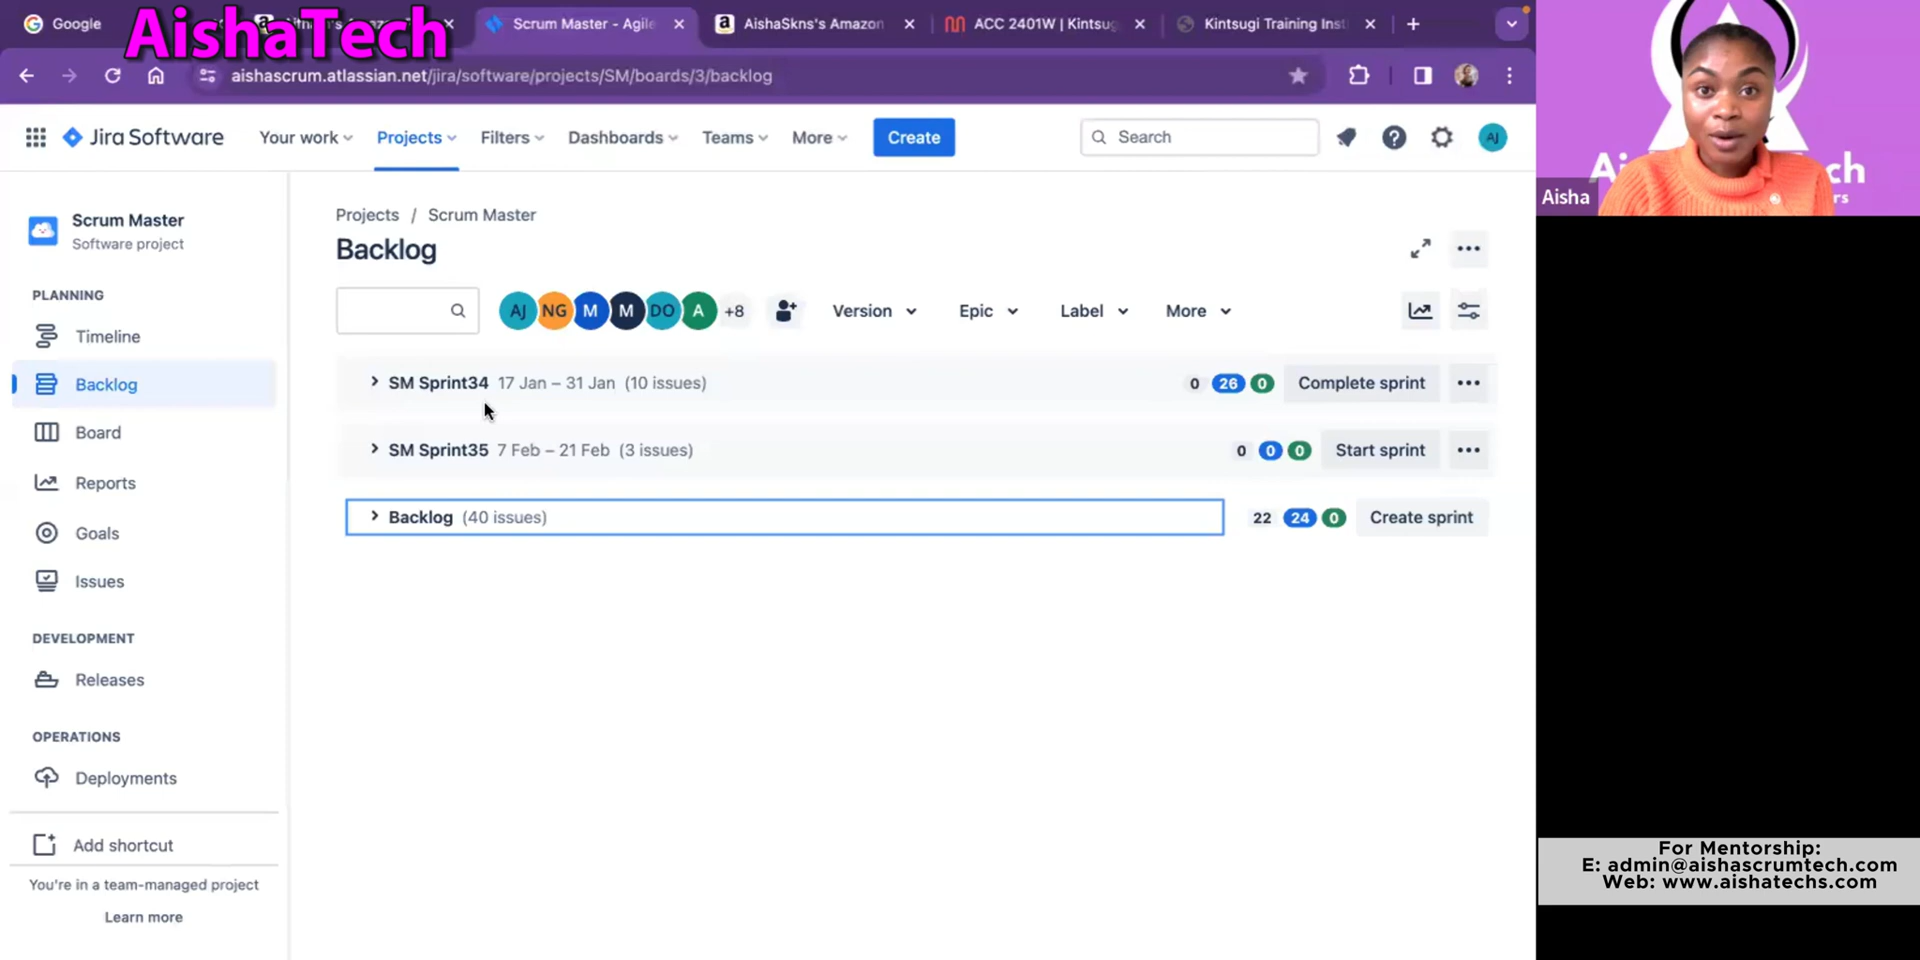 Google
AishaTech
Scrum Master - Agile
AishaSkns's Amazon
ACC 2401W | Kintsug
Kintsugi Training Inst
aishascrum.atlassian.net/jira/software/projects/SM/boards/3/backlog
Jira Software
Your work
Projects
Filters
Dashboards
Teams
More
Create
Search
AJ
Aisha
Scrum Master
Software project
PLANNING
Timeline
Backlog
Board
Reports
Goals
Issues
DEVELOPMENT
Releases
OPERATIONS
Deployments
Add shortcut
You're in a team-managed project
Learn more
Projects / Scrum Master
Backlog
AJ NG M M DO A +8
Version
Epic
Label
More
SM Sprint34 17 Jan – 31 Jan (10 issues) 0 26 0 Complete sprint
SM Sprint35 7 Feb – 21 Feb (3 issues) 0 0 0 Start sprint
Backlog (40 issues) 22 24 0 Create sprint
For Mentorship:
E: admin@aishascrumtech.com
Web: www.aishatechs.com